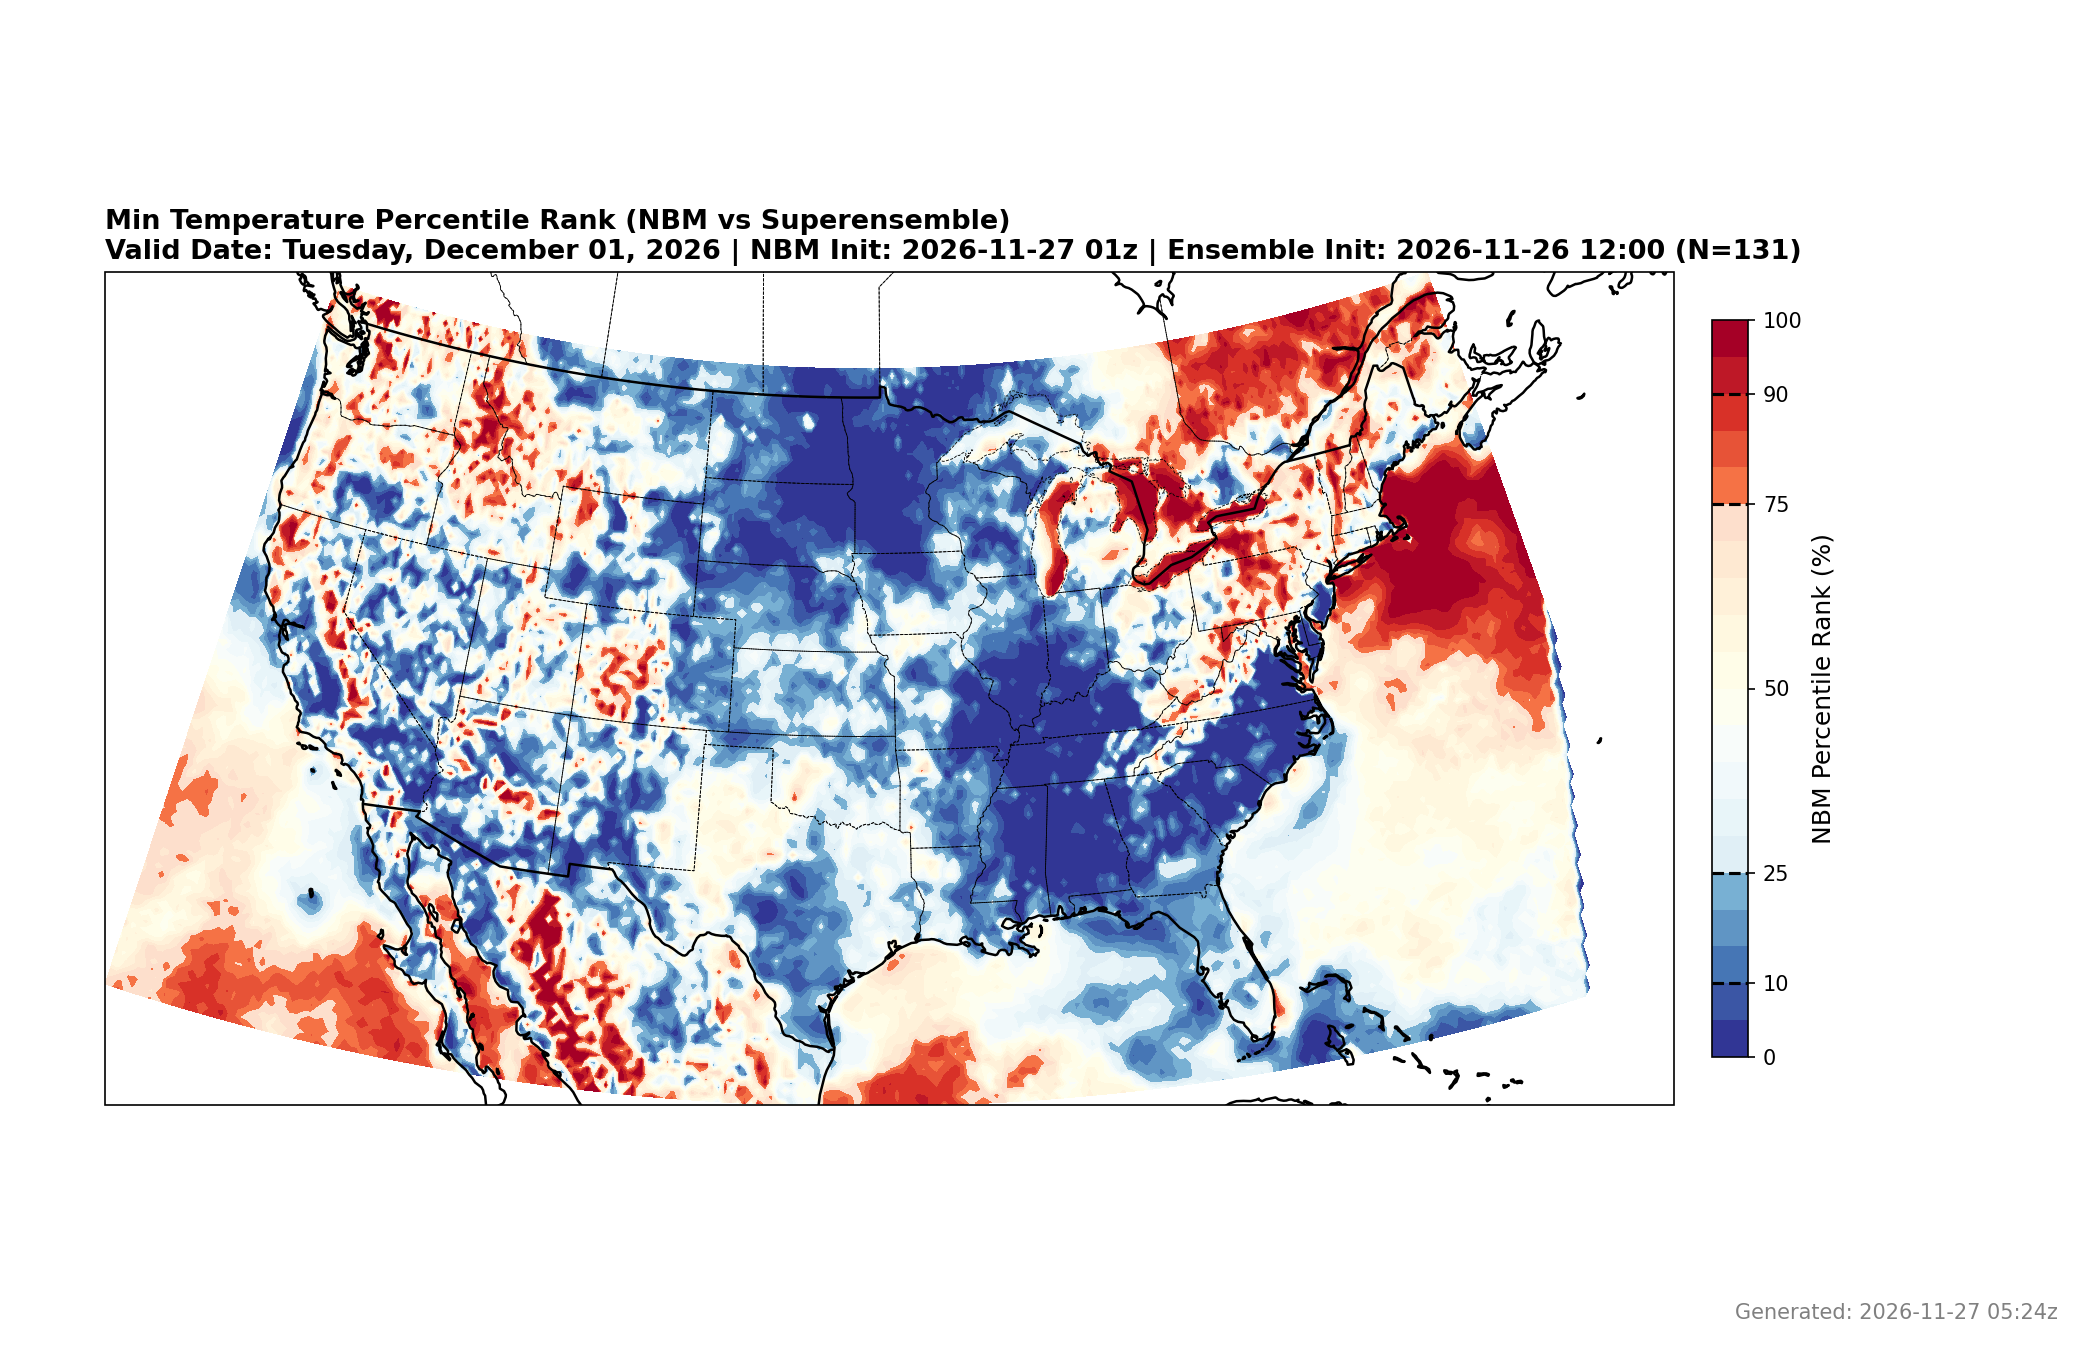 Min Temperature Percentile Rank (NBM vs Superensemble)
Valid Date: Tuesday, December 01, 2026 | NBM Init: 2026-11-27 01z | Ensemble Init: 2026-11-26 12:00 (N=131)
100
90
75
50
25
10
0
NBM Percentile Rank (%)
Generated: 2026-11-27 05:24z